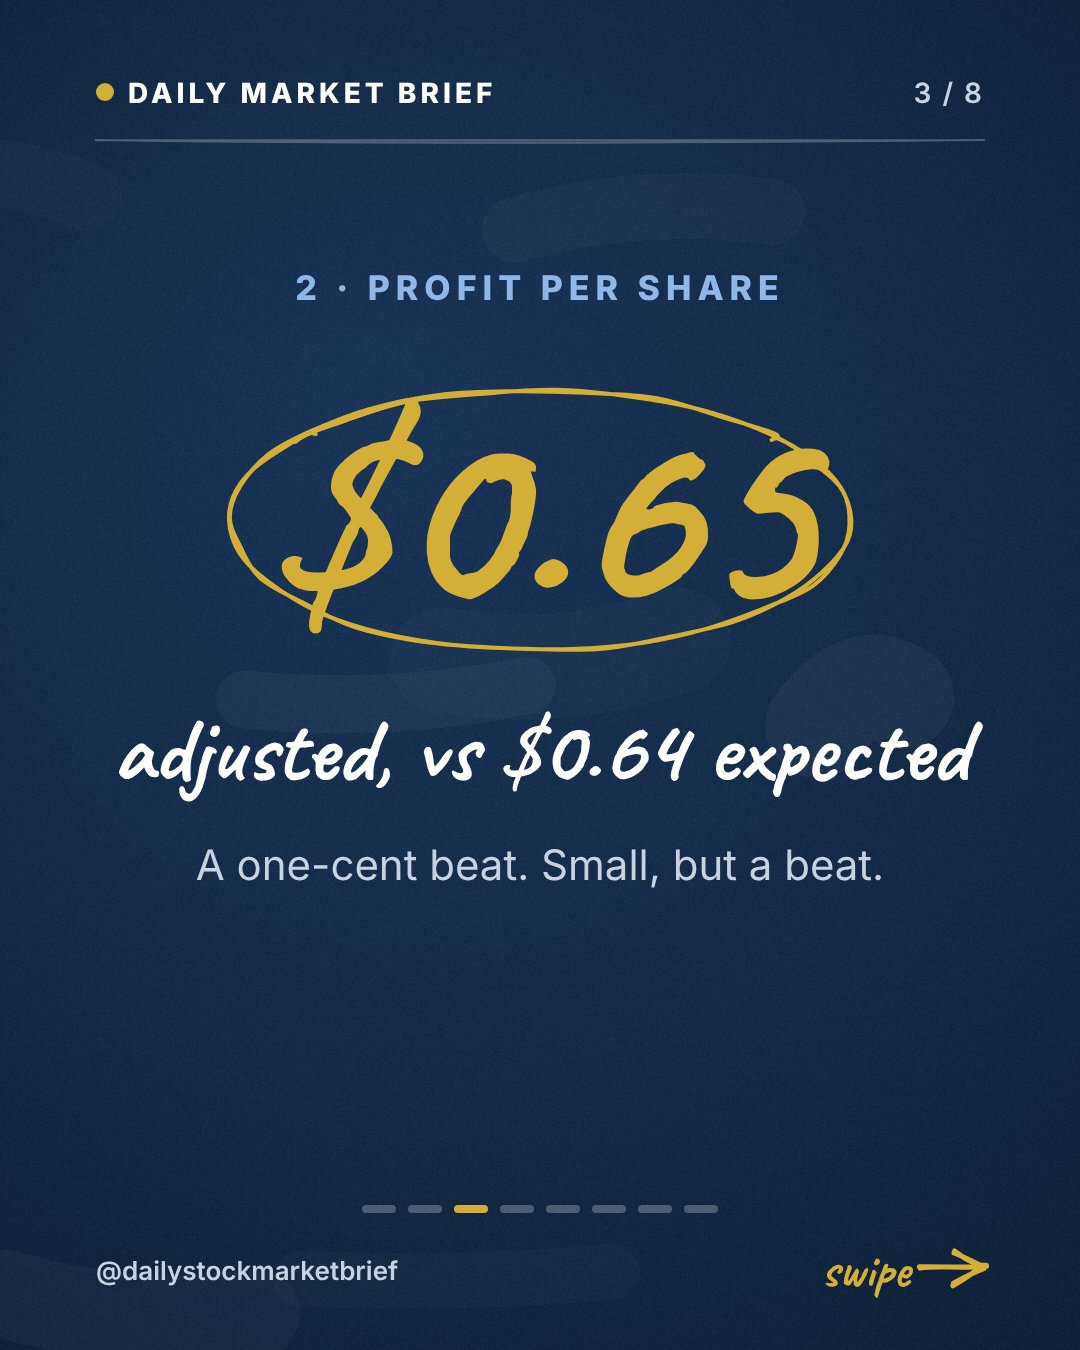 DAILY MARKET BRIEF
3 / 8
2 · PROFIT PER SHARE
$0.65
adjusted, vs $0.64 expected
A one-cent beat. Small, but a beat.
@dailystockmarketbrief
swipe